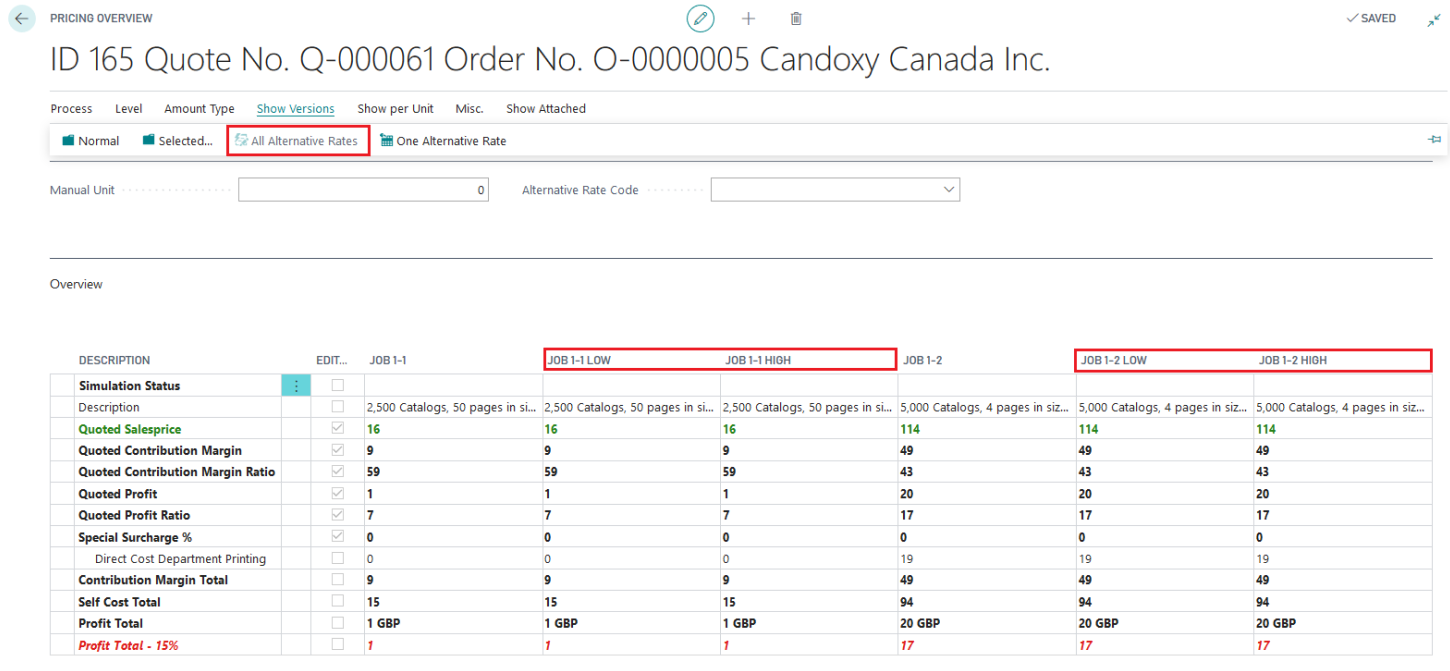 PRICING OVERVIEW
SAVED
ID 165 Quote No. Q-000061 Order No. O-0000005 Candoxy Canada Inc.
Process Level Amount Type Show Versions Show per Unit Misc. Show Attached
Normal Selected... All Alternative Rates One Alternative Rate
Manual Unit 0 Alternative Rate Code
Overview
DESCRIPTION EDIT... JOB 1-1 JOB 1-1 LOW JOB 1-1 HIGH JOB 1-2 JOB 1-2 LOW JOB 1-2 HIGH
Simulation Status
Description 2,500 Catalogs, 50 pages in si... 2,500 Catalogs, 50 pages in si... 2,500 Catalogs, 50 pages in si... 5,000 Catalogs, 4 pages in siz... 5,000 Catalogs, 4 pages in siz... 5,000 Catalogs, 4 pages in siz...
Quoted Salesprice 16 16 16 114 114 114
Quoted Contribution Margin 9 9 9 49 49 49
Quoted Contribution Margin Ratio 59 59 59 43 43 43
Quoted Profit 1 1 1 20 20 20
Quoted Profit Ratio 7 7 7 17 17 17
Special Surcharge % 0 0 0 0 0 0
Direct Cost Department Printing 0 0 0 19 19 19
Contribution Margin Total 9 9 9 49 49 49
Self Cost Total 15 15 15 94 94 94
Profit Total 1 GBP 1 GBP 1 GBP 20 GBP 20 GBP 20 GBP
Profit Total - 15% 1 1 1 17 17 17